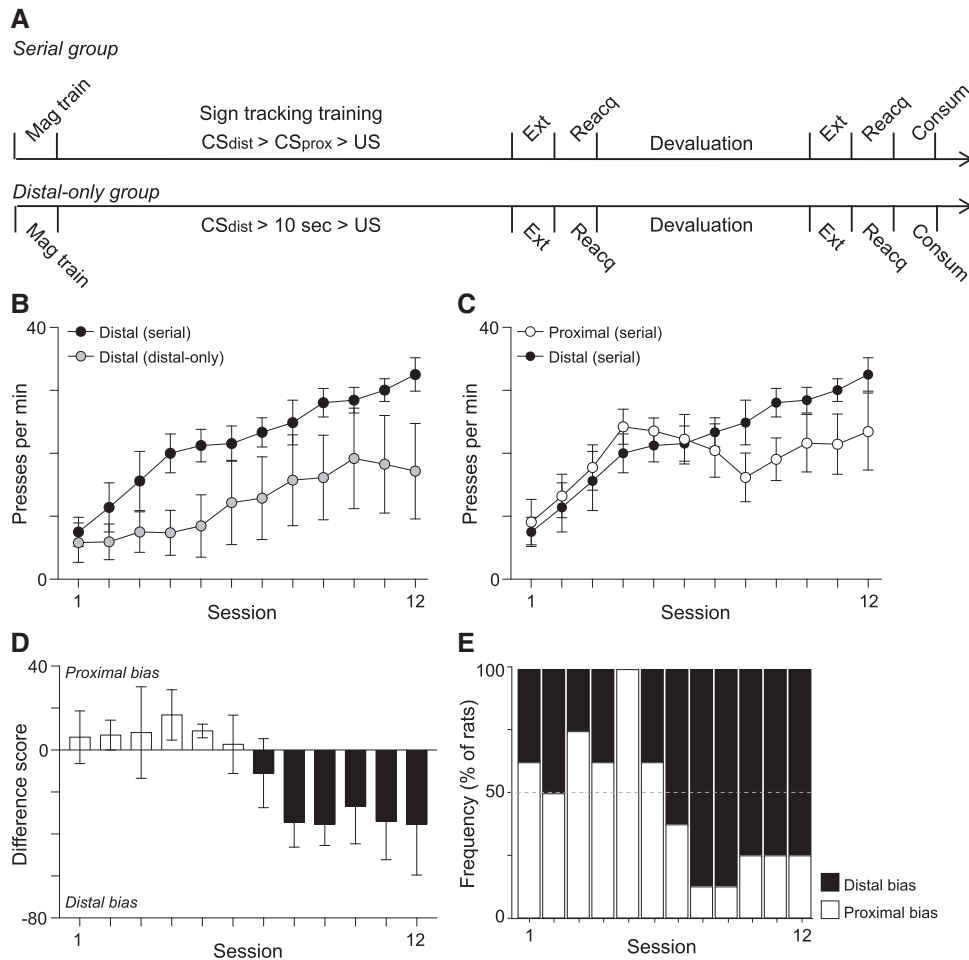 A
Serial group
Mag train
Sign tracking training
CSdist > CSprox > US
Ext
Reacq
Devaluation
Ext
Reacq
Consum
Distal-only group
Mag train
CSdist > 10 sec > US
Ext
Reacq
Devaluation
Ext
Reacq
Consum
B
40
Distal (serial)
Distal (distal-only)
Presses per min
0
1
12
Session
C
40
Proximal (serial)
Distal (serial)
Presses per min
0
1
12
Session
D
40
Proximal bias
Difference score
0
Distal bias
-80
1
12
Session
E
100
Frequency (% of rats)
50
0
1
12
Session
Distal bias
Proximal bias